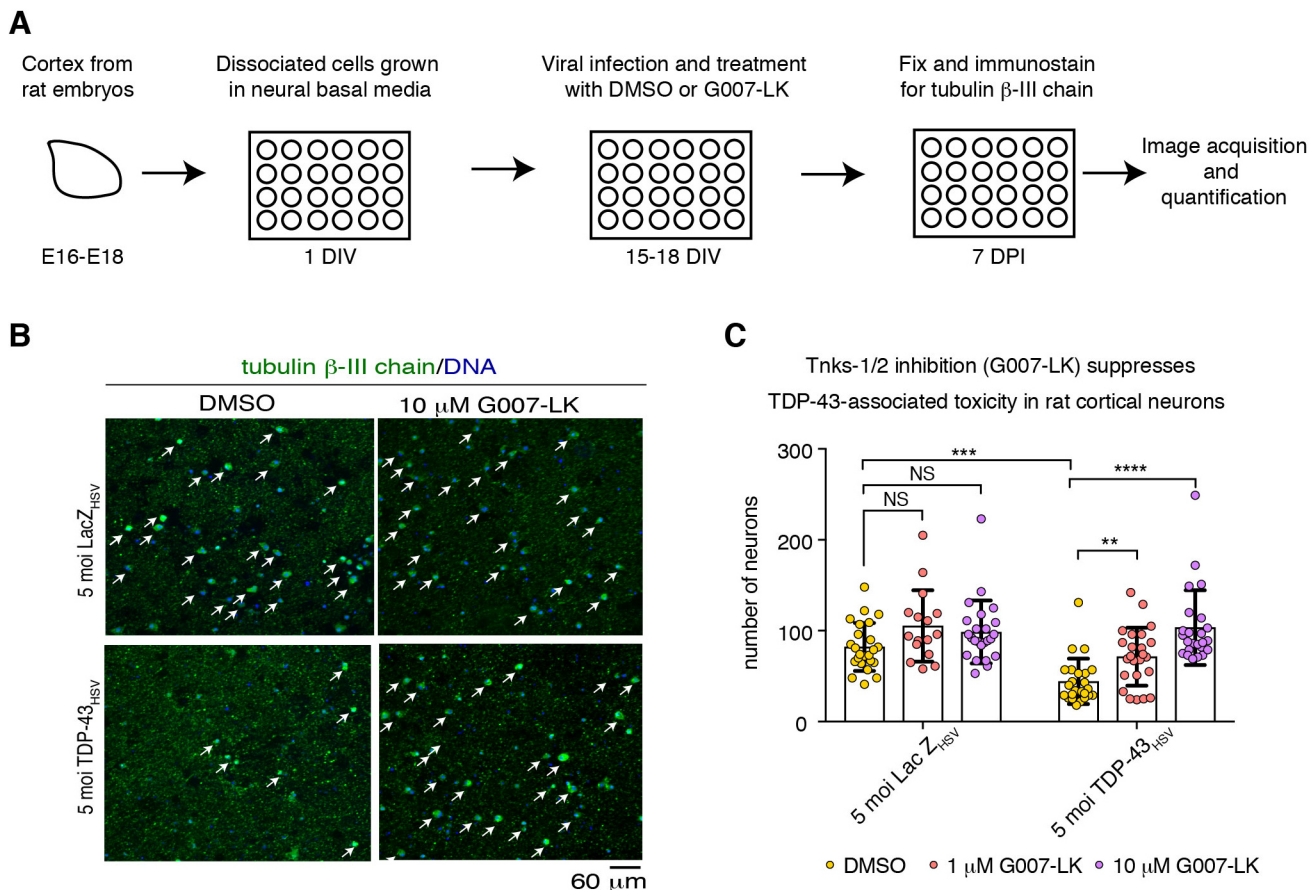 A
Cortex from
rat embryos
Dissociated cells grown
in neural basal media
Viral infection and treatment
with DMSO or G007-LK
Fix and immunostain
for tubulin β-III chain
Image acquisition
and
quantification
E16-E18
1 DIV
15-18 DIV
7 DPI
B
tubulin β-III chain/DNA
DMSO
10 μM G007-LK
5 moi LacZHSV
5 moi TDP-43HSV
60 μm
C
Tnks-1/2 inhibition (G007-LK) suppresses
TDP-43-associated toxicity in rat cortical neurons
number of neurons
300
200
100
0
***
NS
NS
****
**
5 moi Lac ZHSV
5 moi TDP-43HSV
DMSO
1 μM G007-LK
10 μM G007-LK